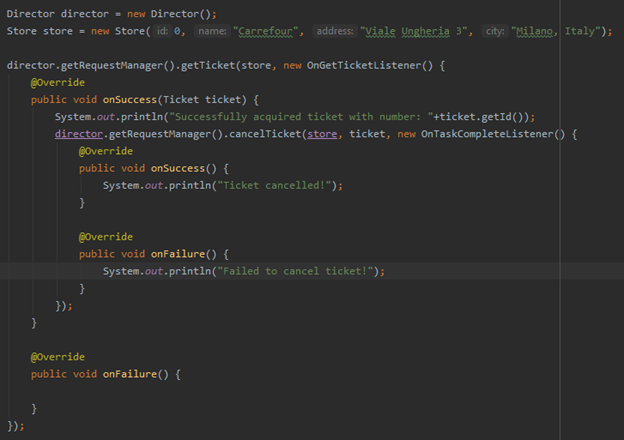 Director director = new Director();
Store store = new Store( id: 0, name: "Carrefour", address: "Viale Ungheria 3", city: "Milano, Italy");
director.getRequestManager().getTicket(store, new OnGetTicketListener() {
@Override
public void onSuccess(Ticket ticket) {
System.out.println("Successfully acquired ticket with number: "+ticket.getId());
director.getRequestManager().cancelTicket(store, ticket, new OnTaskCompleteListener() {
@Override
public void onSuccess() {
System.out.println("Ticket cancelled!");
}
@Override
public void onFailure() {
System.out.println("Failed to cancel ticket!");
}
});
}
@Override
public void onFailure() {
}
});